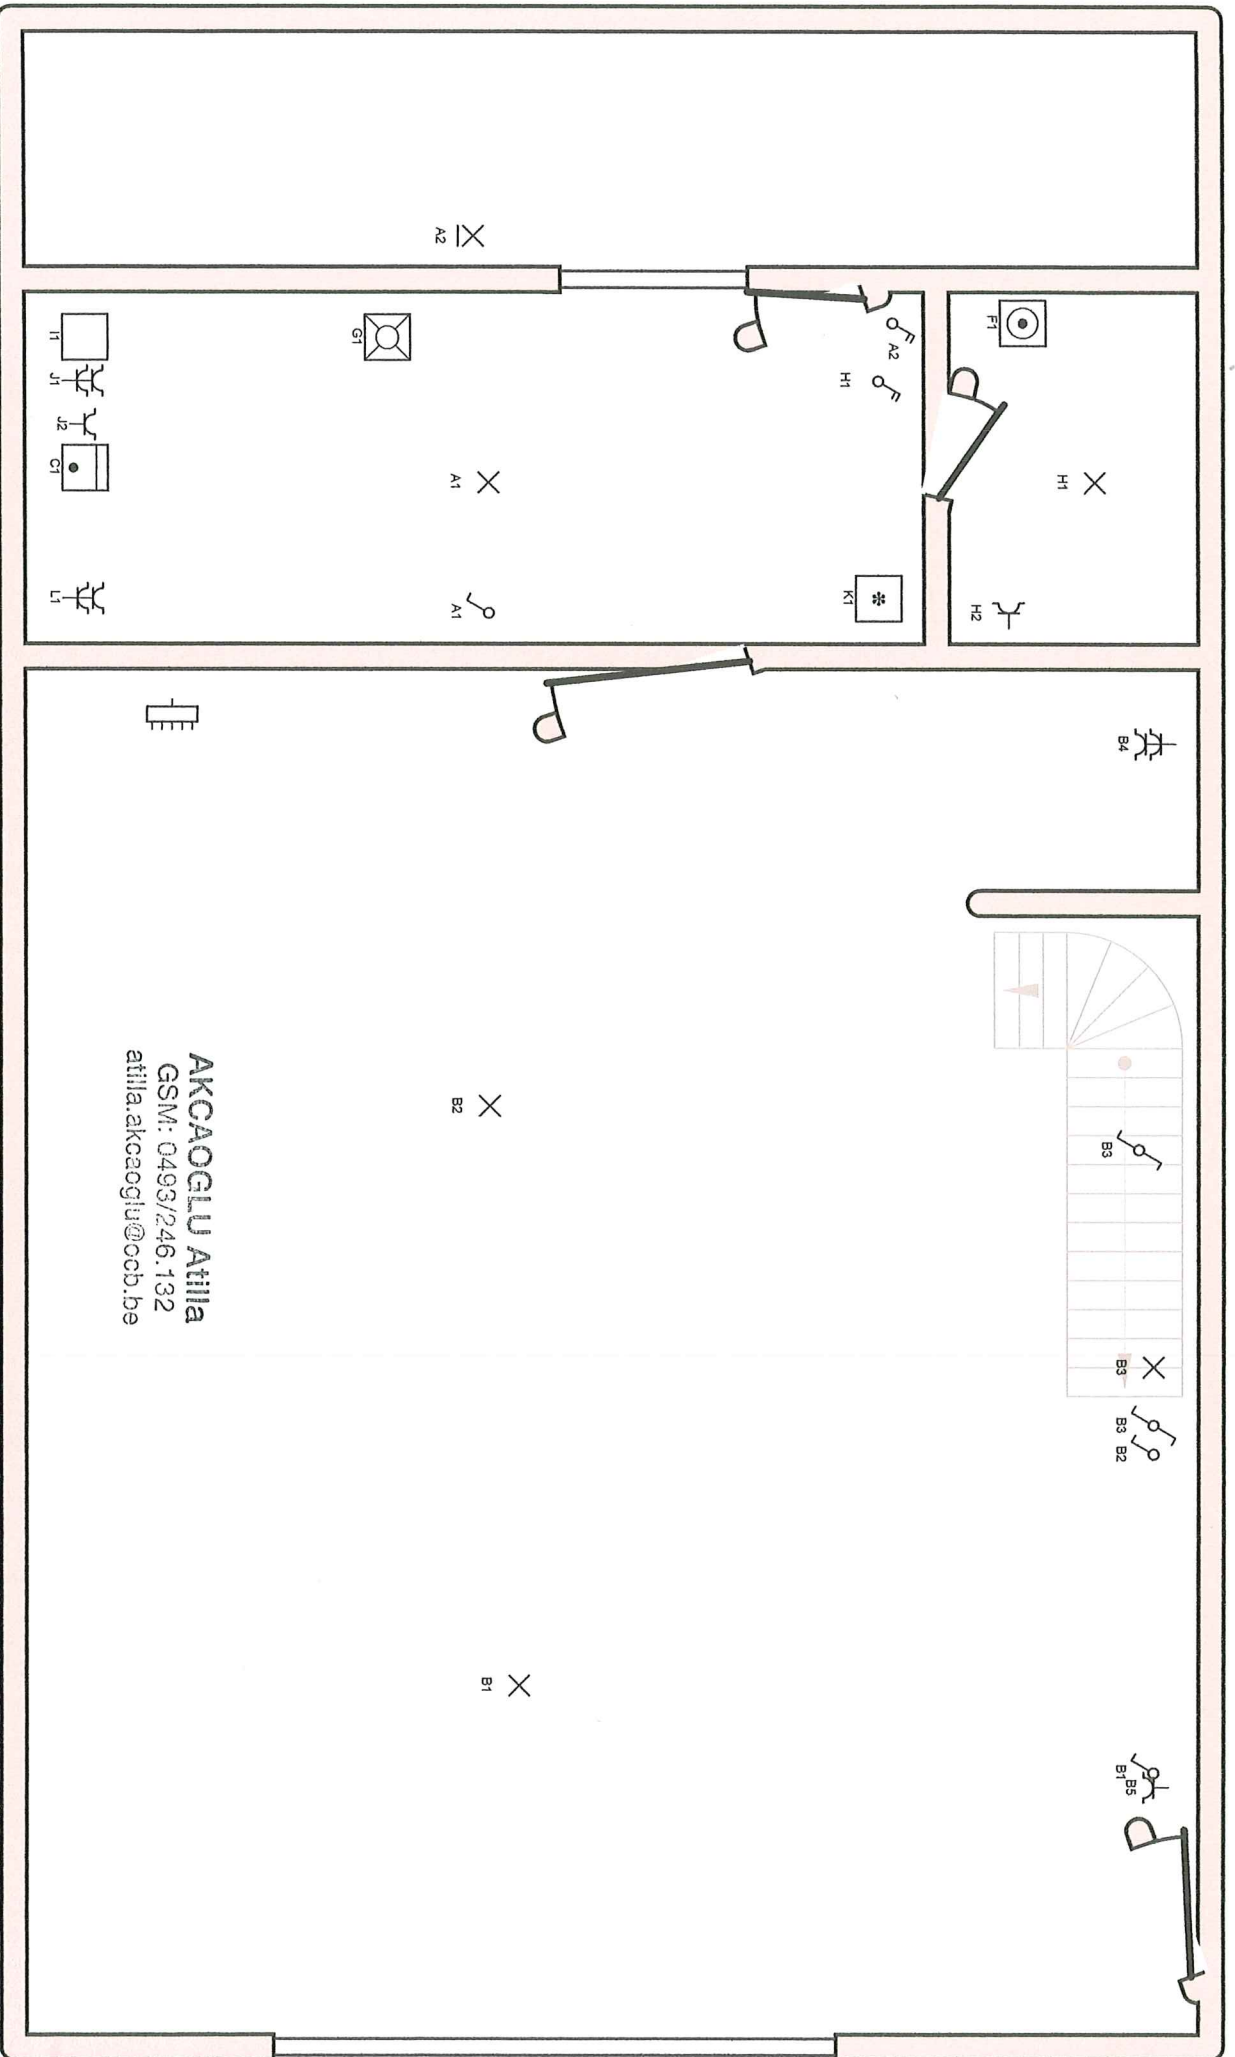 F1
H1
H2
B4
B3
B3
B3
B2
B1
B5
A2
H1
K1
A2
A1
A1
G1
B2
B1
I1
J1
J2
C1
L1
AKCAOGLU Atilla
GSM: 0493/246.132
atilla.akcaoglu@ccb.be